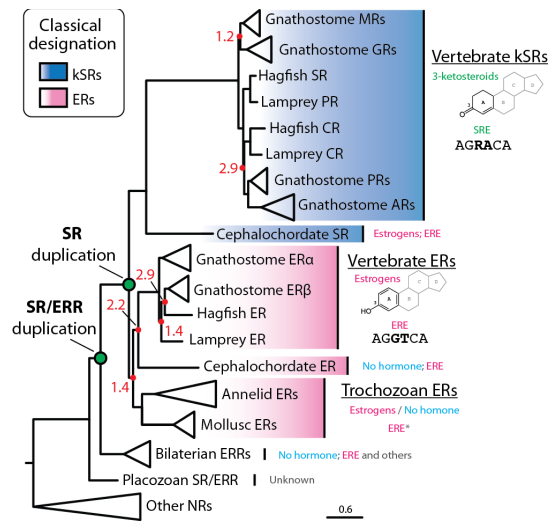 Classical
designation
kSRs
ERs
1.2
Gnathostome MRs
Gnathostome GRs
Hagfish SR
Lamprey PR
Hagfish CR
Lamprey CR
2.9
Gnathostome PRs
Gnathostome ARs
Vertebrate kSRs
3-ketosteroids
3
O
A
B
C
D
SRE
AGRACA
Cephalochordate SR
Estrogens; ERE
SR
duplication
SR/ERR
duplication
2.9
2.2
1.4
1.4
Gnathostome ERα
Gnathostome ERβ
Hagfish ER
Lamprey ER
Vertebrate ERs
Estrogens
3
HO
A
B
C
D
ERE
AGGTCA
Cephalochordate ER
No hormone; ERE
Annelid ERs
Mollusc ERs
Trochozoan ERs
Estrogens / No homone
ERE*
Bilaterian ERRs
No hormone; ERE and others
Placozoan SR/ERR
Unknown
Other NRs
0.6